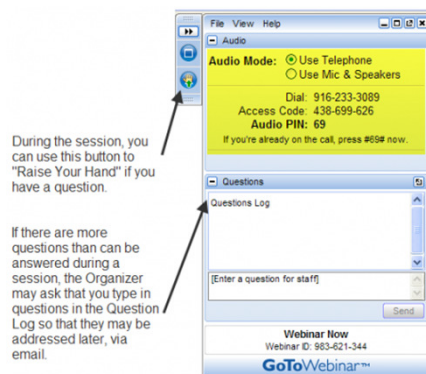 File View Help
Audio
Audio Mode: Use Telephone
Use Mic & Speakers
Dial: 916-233-3089
Access Code: 438-699-626
Audio PIN: 69
If you're already on the call, press #69# now.
During the session, you
can use this button to
"Raise Your Hand" if you
have a question.
Questions
Questions Log
If there are more
questions than can be
answered during a
session, the Organizer
may ask that you type in
questions in the Question
Log so that they may be
addressed later, via
email.
[Enter a question for staff]
Send
Webinar Now
Webinar ID: 983-621-344
GoToWebinar™